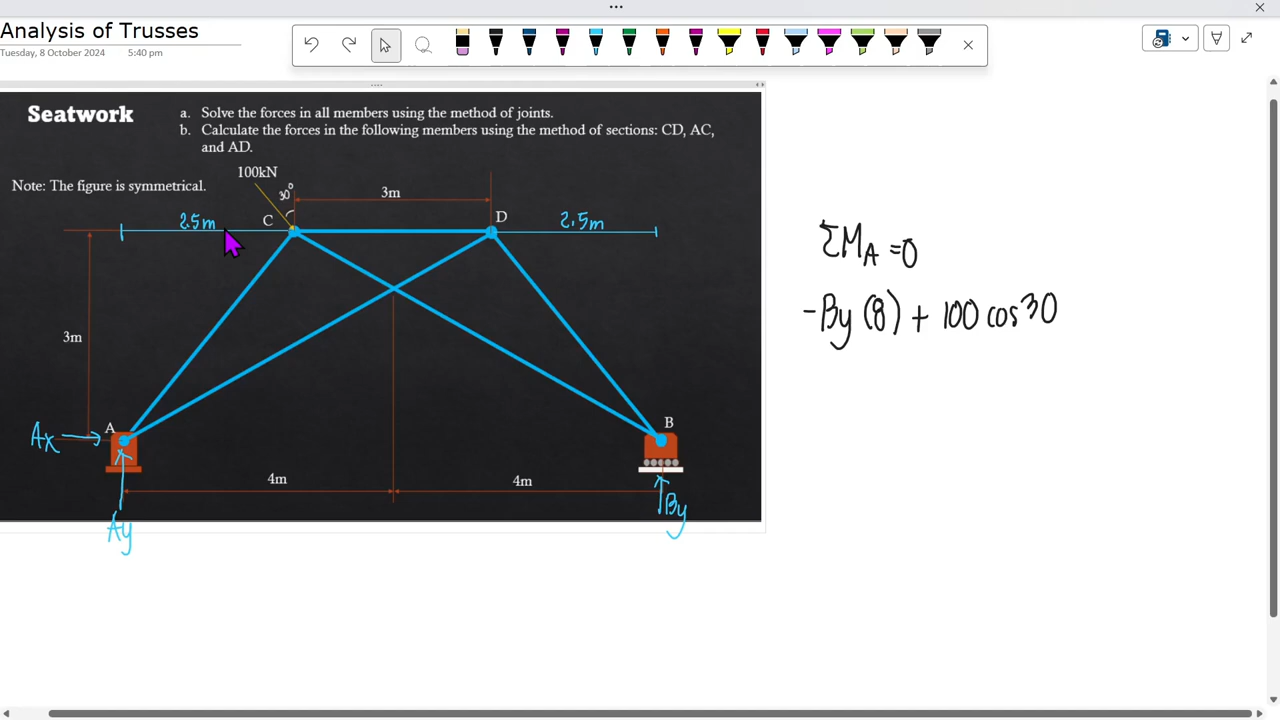 Analysis of Trusses
Tuesday, 8 October 2024 5:40 pm
Seatwork
a. Solve the forces in all members using the method of joints.
b. Calculate the forces in the following members using the method of sections: CD, AC,
and AD.
Note: The figure is symmetrical.
100kN
30°
3m
2.5m
C
D
2.5m
3m
A
B
Ax
4m
4m
Ay
By
ΣM_A = 0
-By (8) + 100 cos 30